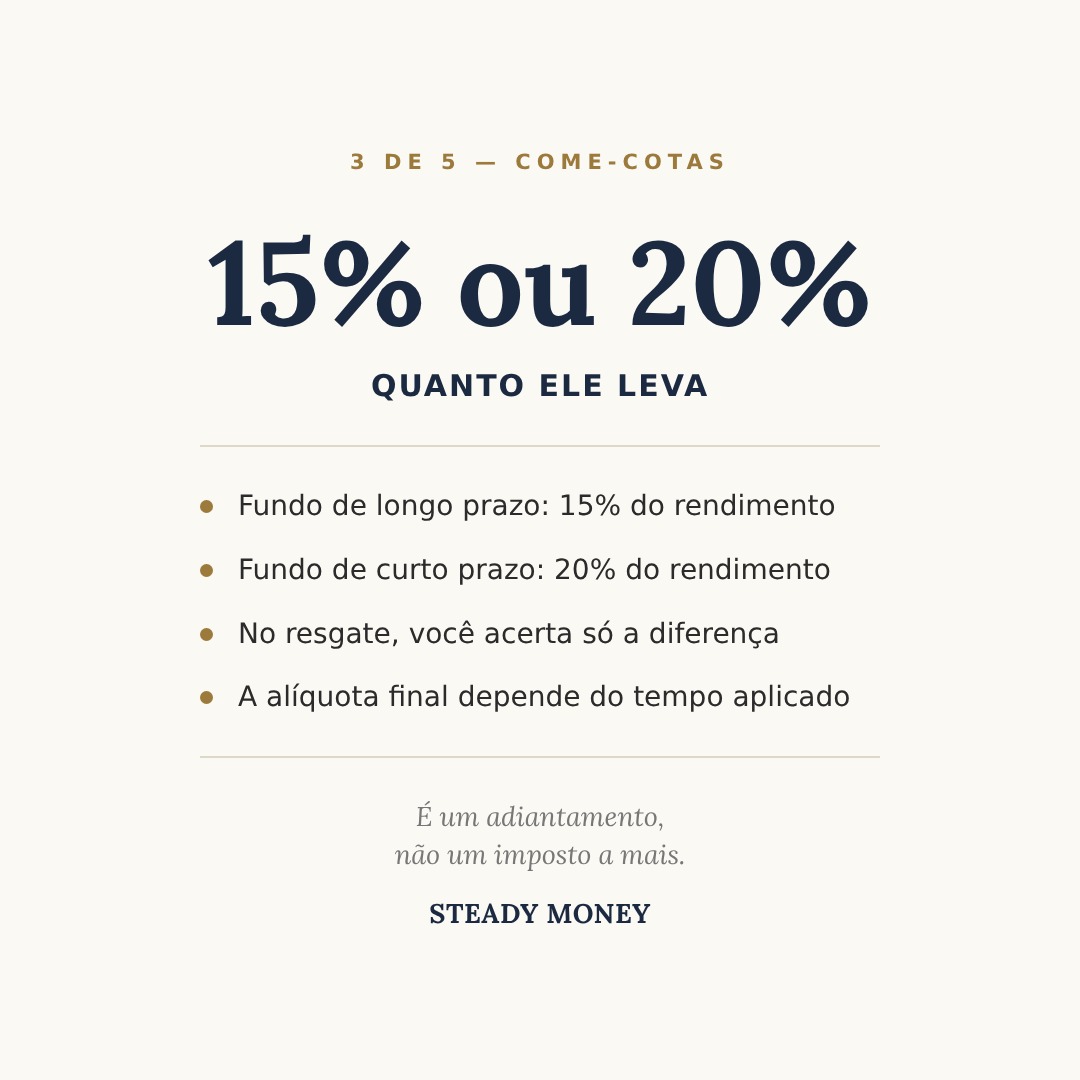 3 DE 5 — COME-COTAS
15% ou 20%
QUANTO ELE LEVA
Fundo de longo prazo: 15% do rendimento
Fundo de curto prazo: 20% do rendimento
No resgate, você acerta só a diferença
A alíquota final depende do tempo aplicado
É um adiantamento,
não um imposto a mais.
STEADY MONEY